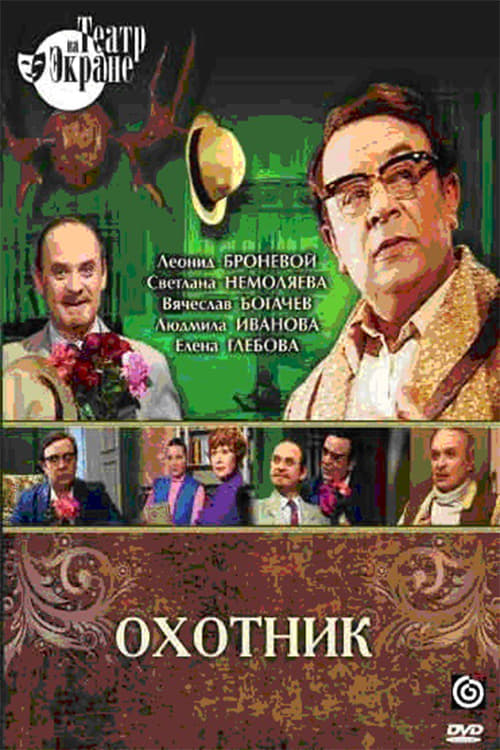 Театр
на
Экране
Леонид БРОНЕВОЙ
Светлана НЕМОЛЯЕВА
Вячеслав БОГАЧЕВ
Людмила ИВАНОВА
Елена ГЛЕБОВА
ОХОТНИК
DVD